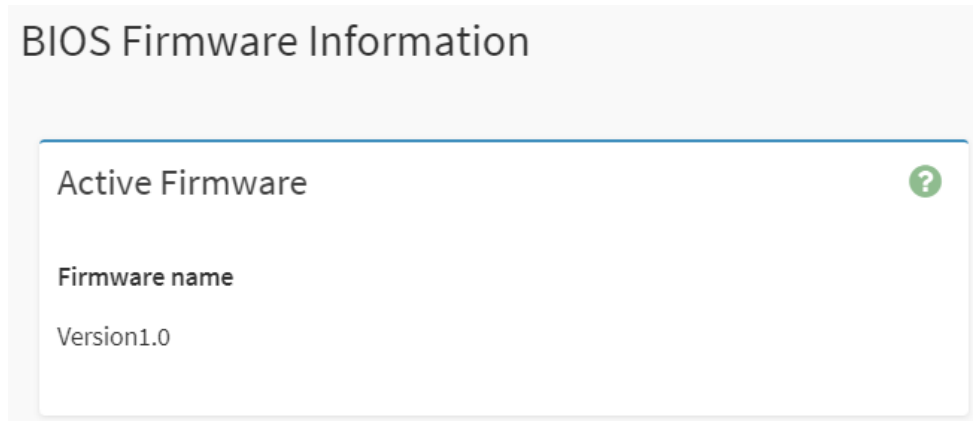 BIOS Firmware Information
Active Firmware
?
Firmware name
Version1.0